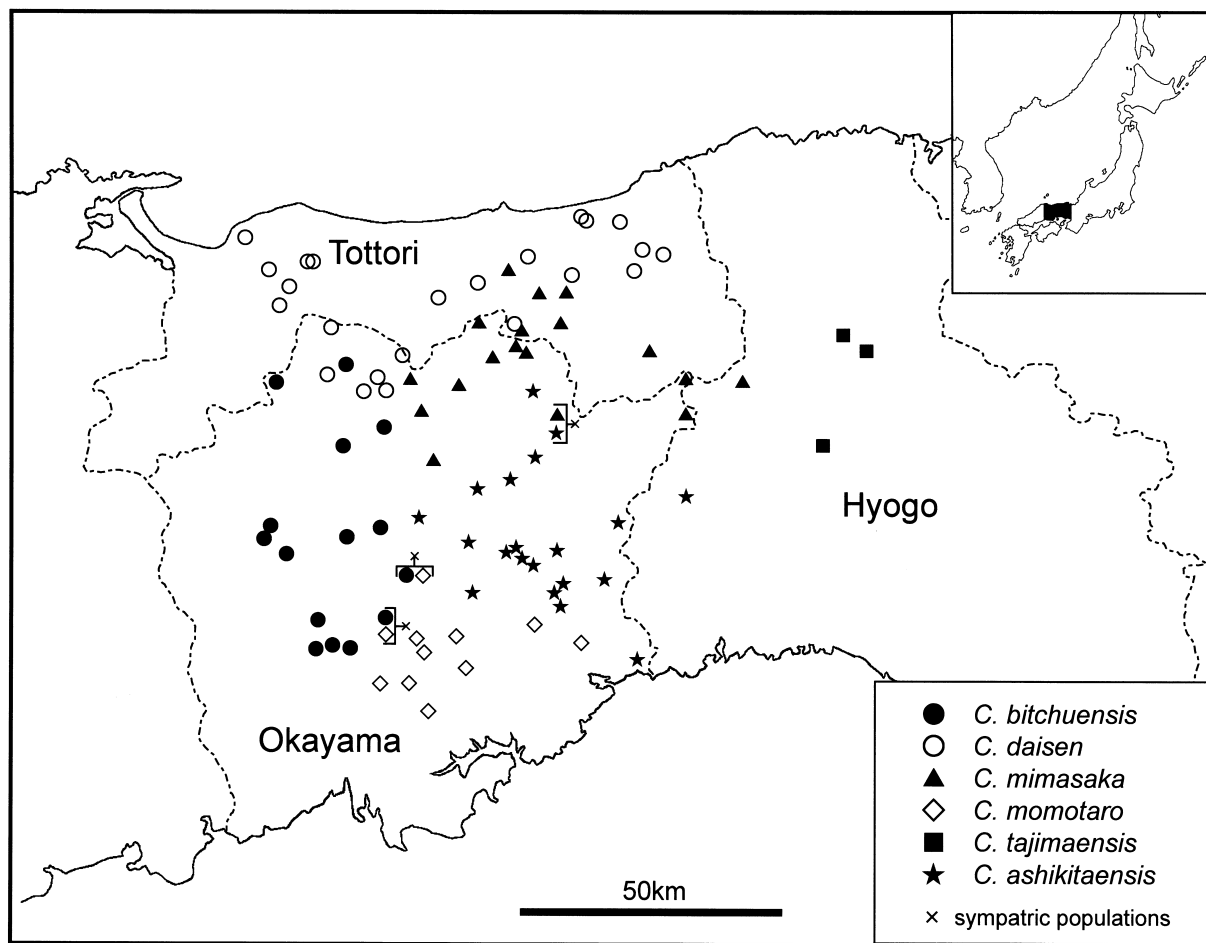 Tottori
Hyogo
Okayama
50km
C. bitchuensis
C. daisen
C. mimasaka
C. momotaro
C. tajimaensis
C. ashikitaensis
× sympatric populations